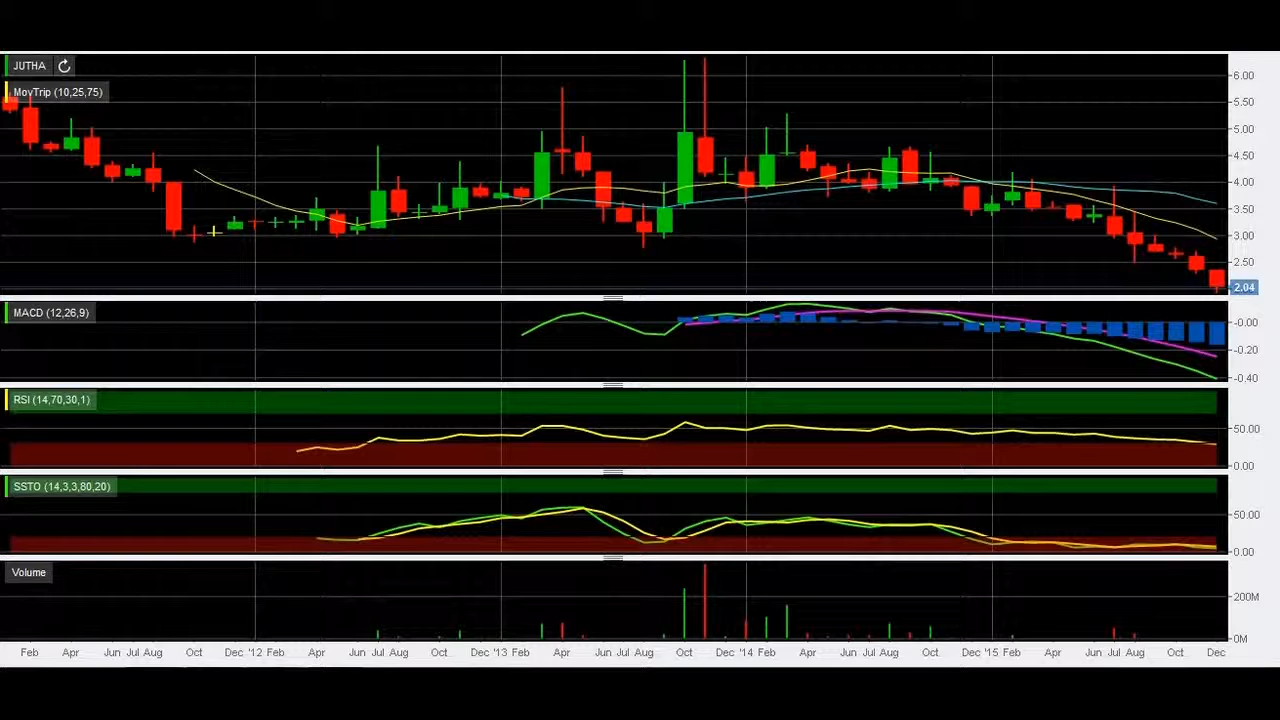 JUTHA
MovTrip (10,25,75)
6.00
5.50
5.00
4.50
4.00
3.50
3.00
2.50
2.04
MACD (12,26,9)
-0.00
-0.20
-0.40
RSI (14,70,30,1)
50.00
0.00
SSTO (14,3,3,80,20)
50.00
0.00
Volume
200M
0M
Feb Apr Jun Jul Aug Oct Dec '12 Feb Apr Jun Jul Aug Oct Dec '13 Feb Apr Jun Jul Aug Oct Dec '14 Feb Apr Jun Jul Aug Oct Dec '15 Feb Apr Jun Jul Aug Oct Dec